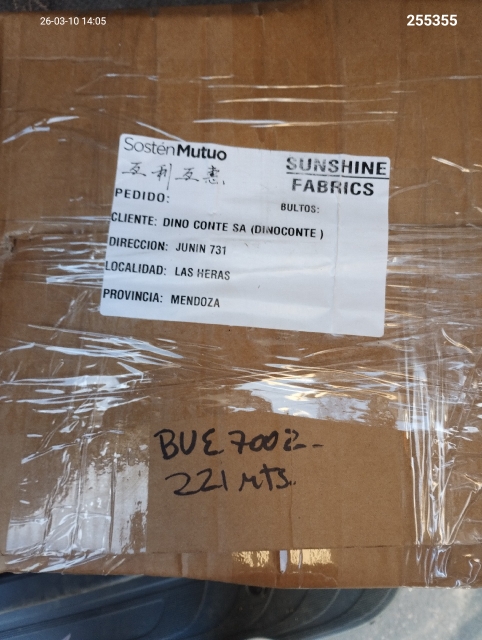 26-03-10 14:05
255355
SosténMutuo
互利互惠
SUNSHINE
FABRICS
PEDIDO:
BULTOS:
CLIENTE: DINO CONTE SA (DINOCONTE )
DIRECCION: JUNIN 731
LOCALIDAD: LAS HERAS
PROVINCIA: MENDOZA
BUE 7002-
221 mts.